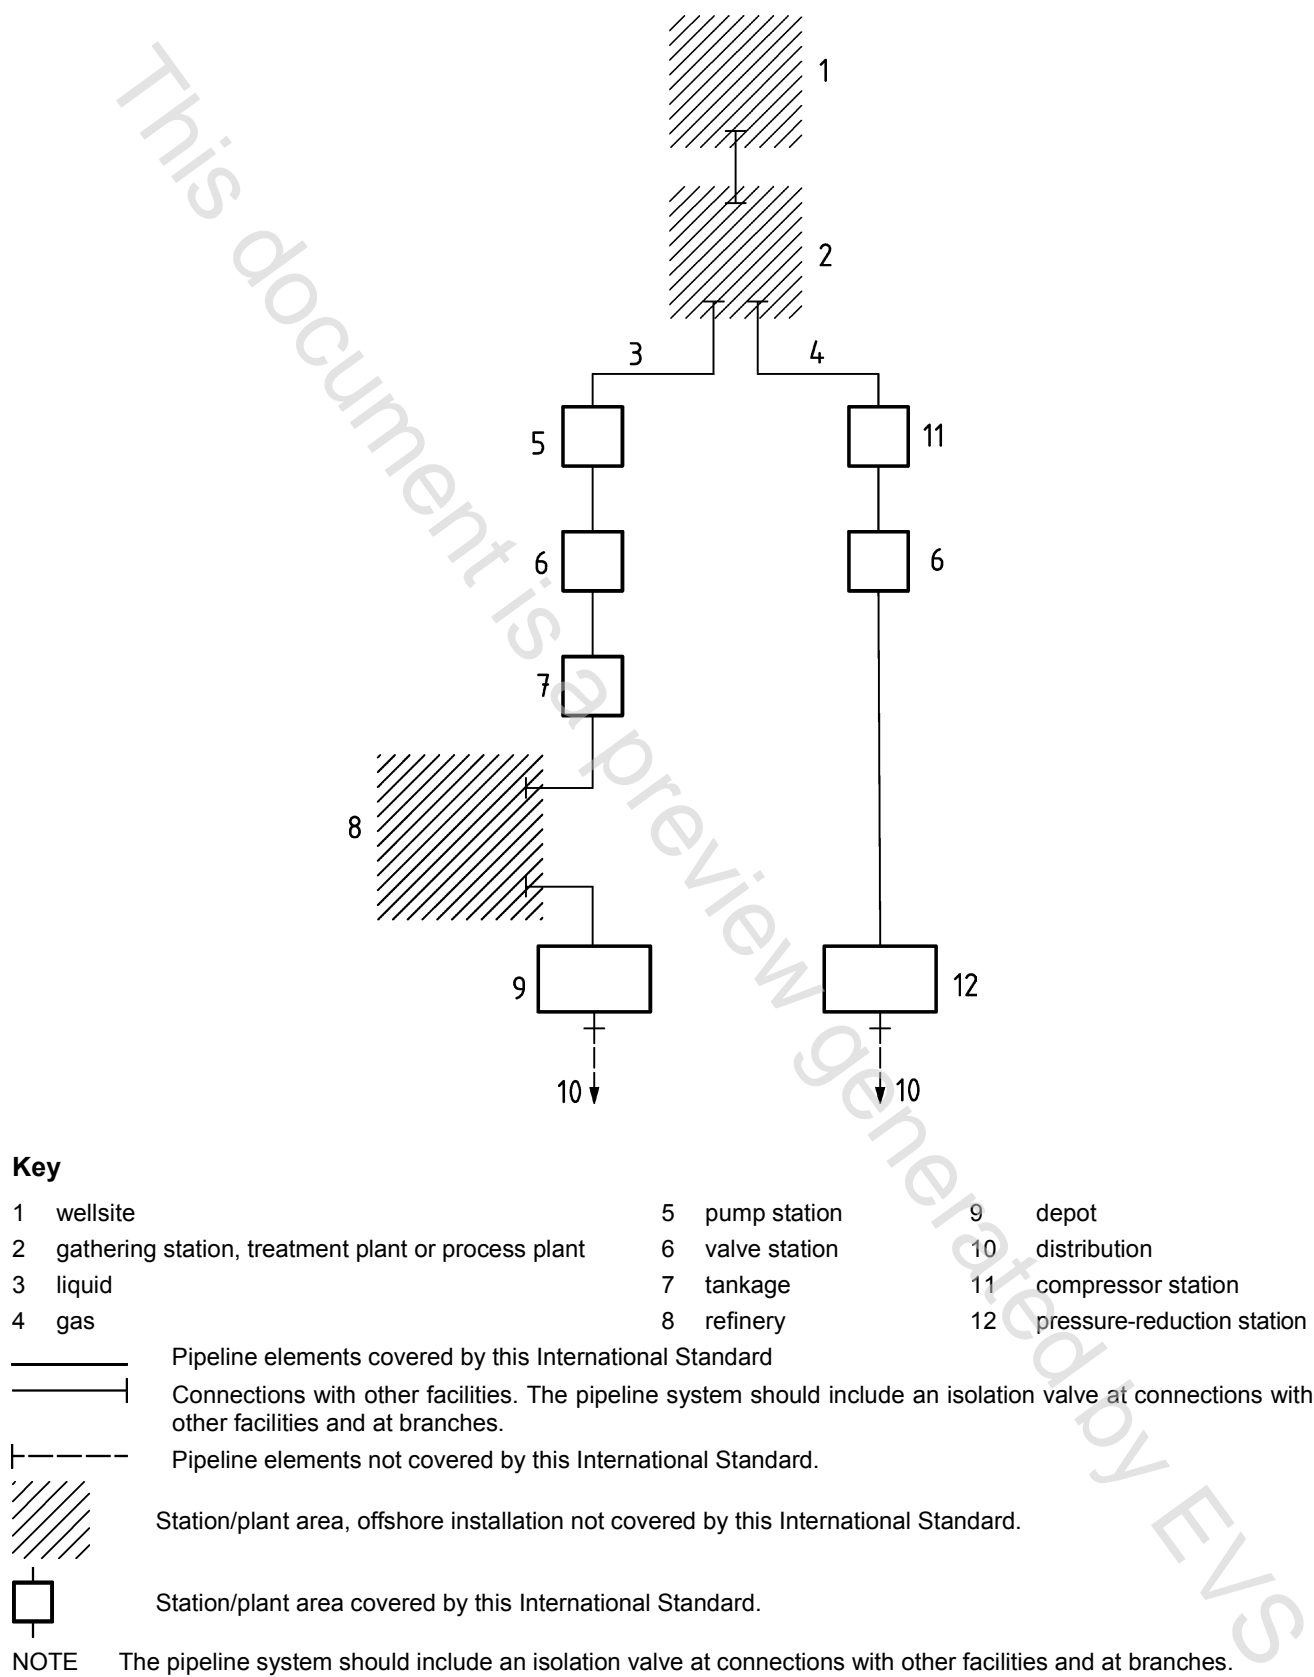 1
2
3
4
5
11
6
6
7
8
9
12
10
10
Key
1 wellsite
2 gathering station, treatment plant or process plant
3 liquid
4 gas
5 pump station
6 valve station
7 tankage
8 refinery
9 depot
10 distribution
11 compressor station
12 pressure-reduction station
Pipeline elements covered by this International Standard
Connections with other facilities. The pipeline system should include an isolation valve at connections with
other facilities and at branches.
Pipeline elements not covered by this International Standard.
Station/plant area, offshore installation not covered by this International Standard.
Station/plant area covered by this International Standard.
NOTE The pipeline system should include an isolation valve at connections with other facilities and at branches.
This document is a preview generated by EVS